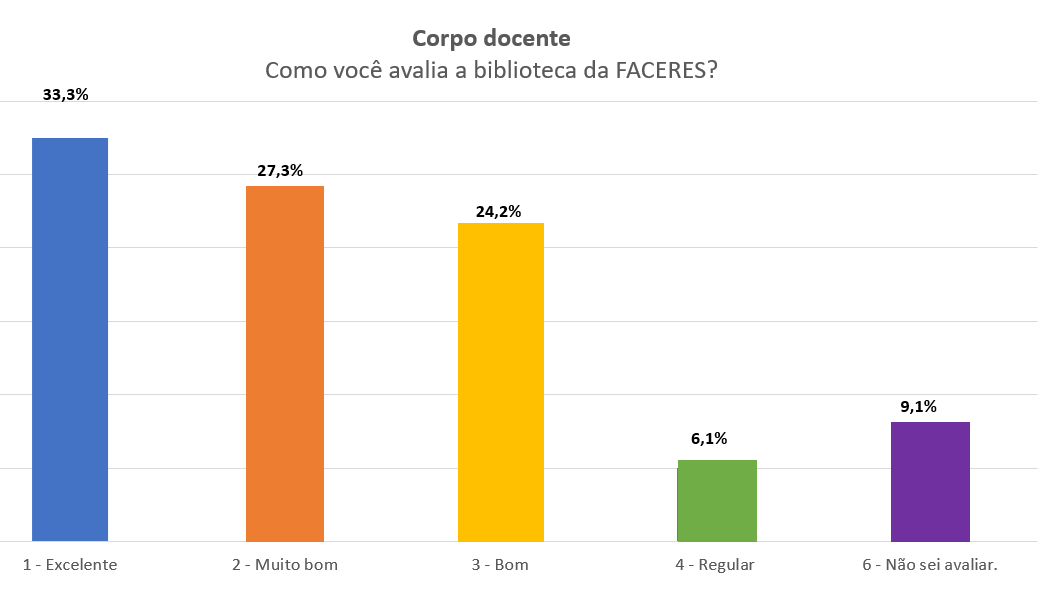 Corpo docente
Como você avalia a biblioteca da FACERES?
33,3%
27,3%
24,2%
6,1%
9,1%
1 - Excelente
2 - Muito bom
3 - Bom
4 - Regular
6 - Não sei avaliar.